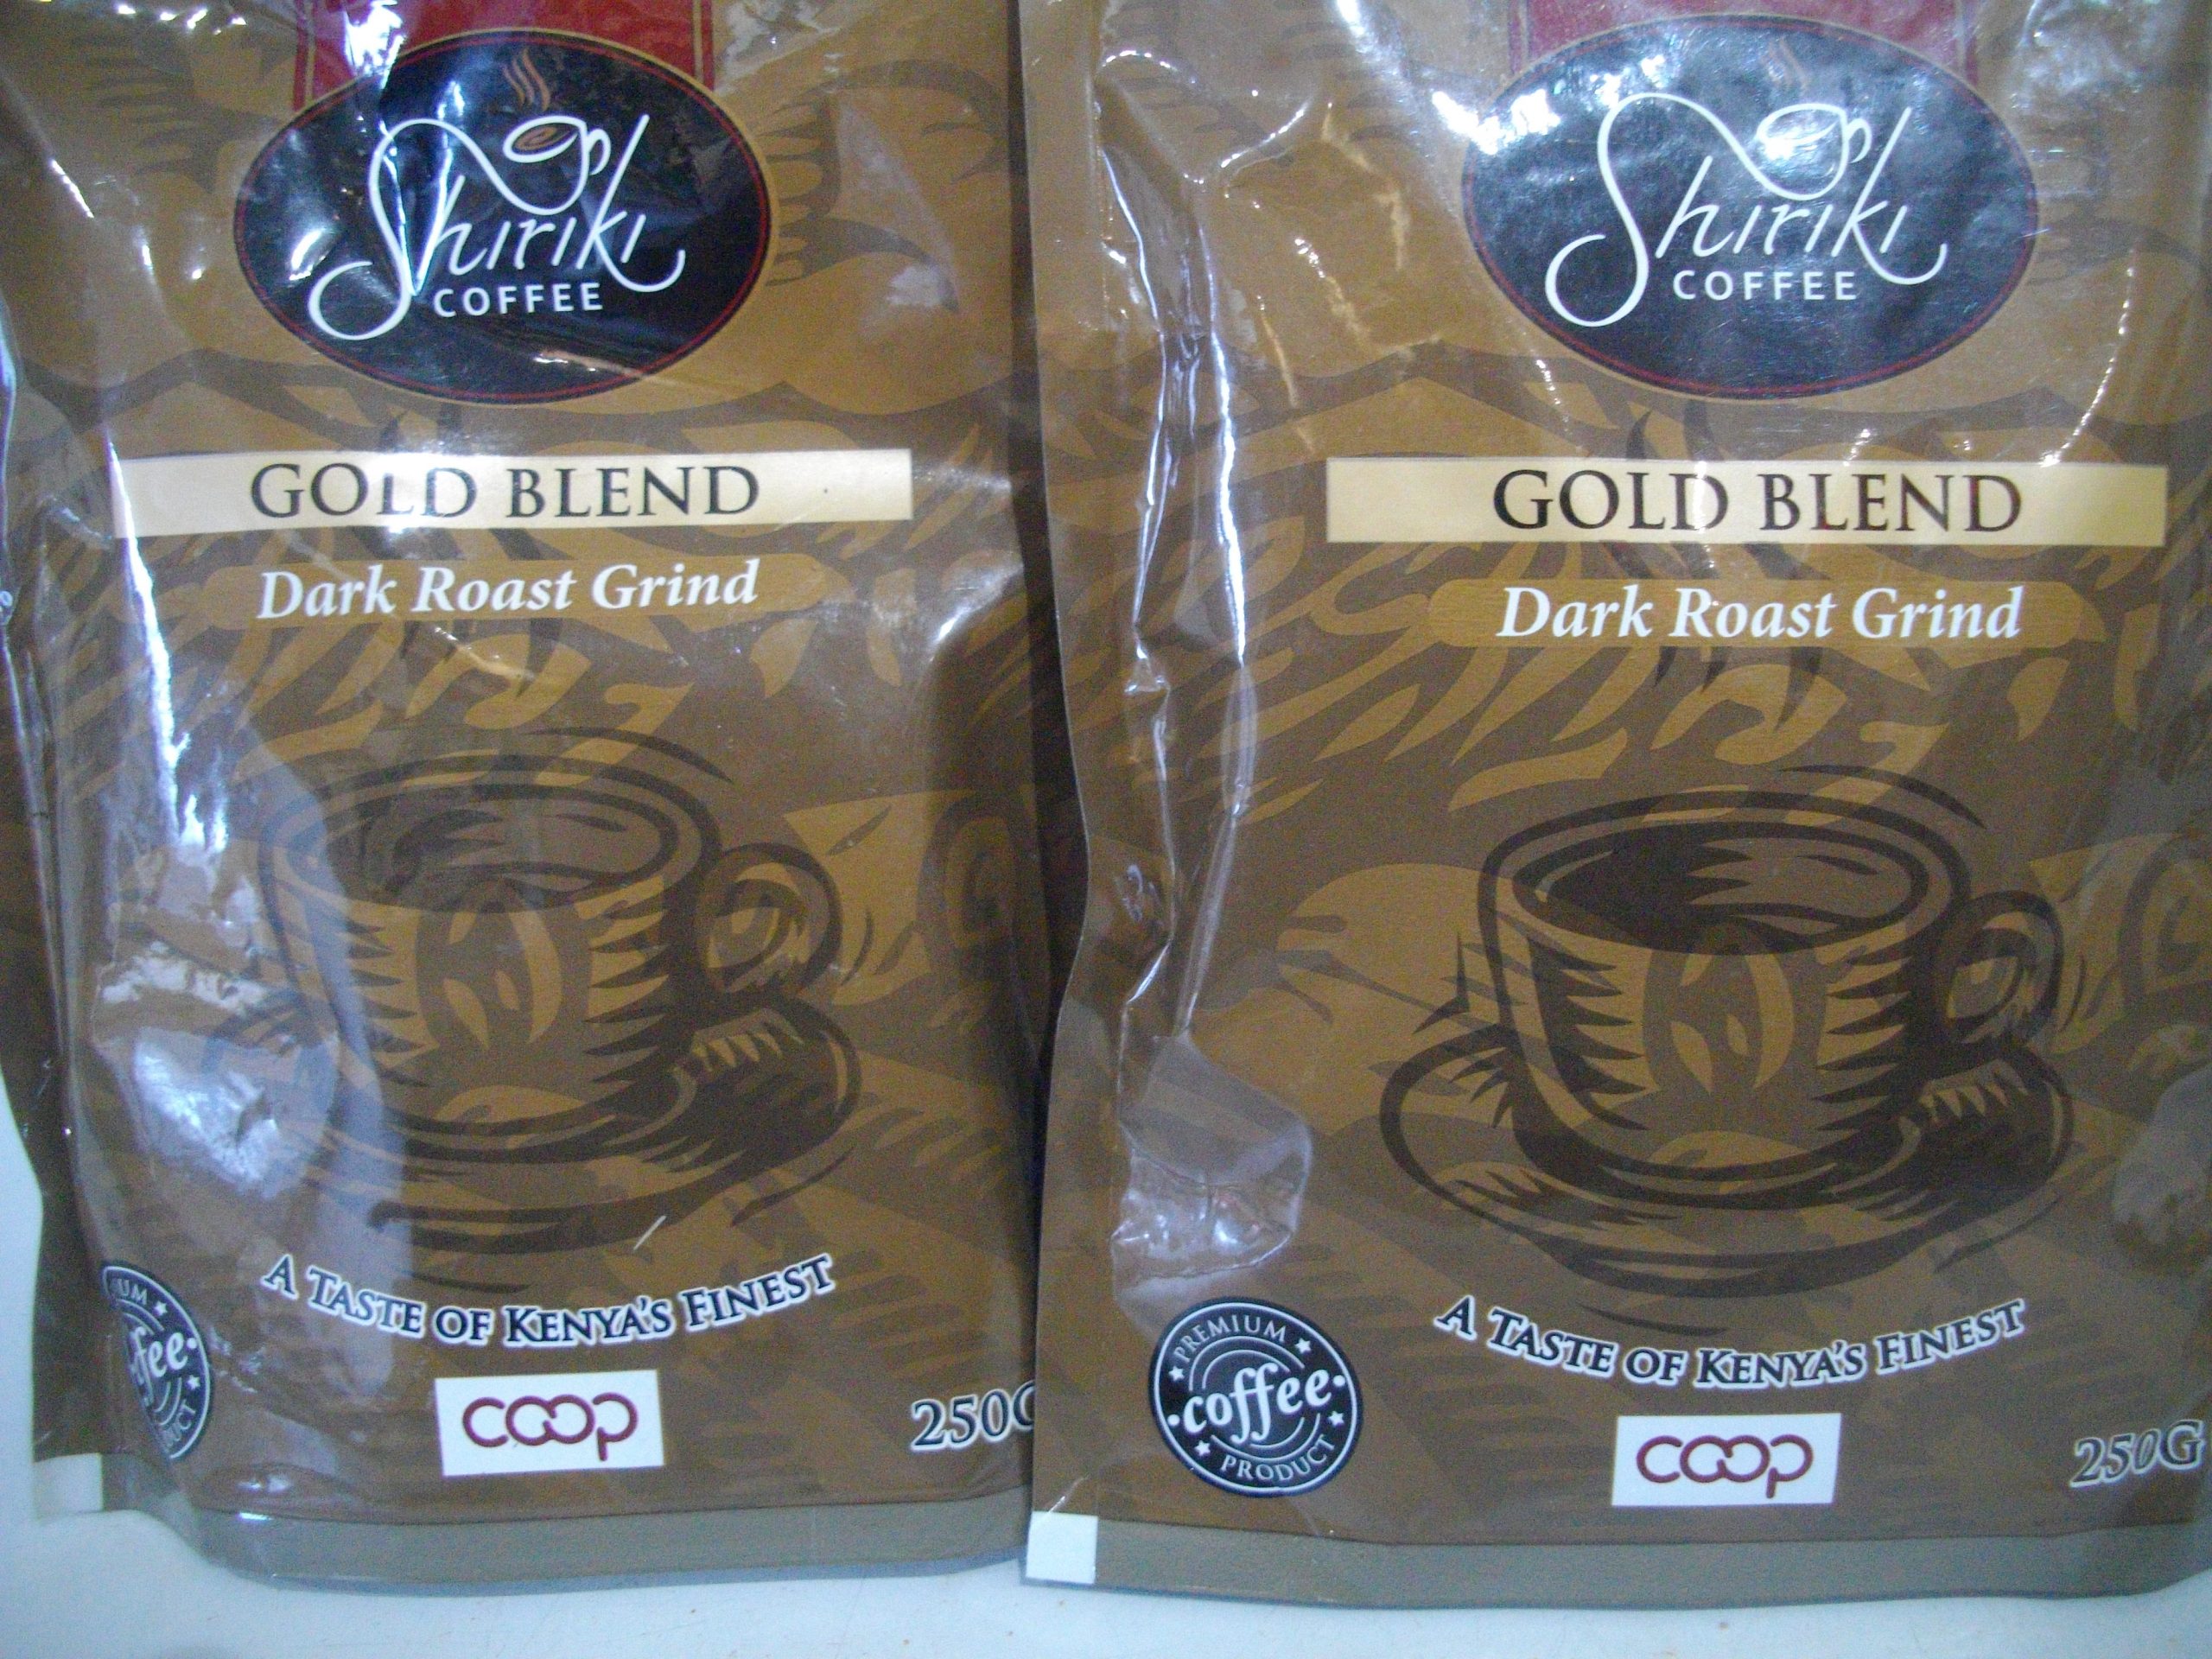 Shiriki
COFFEE
GOLD BLEND
Dark Roast Grind
A TASTE OF KENYA'S FINEST
coop
250G
Shiriki
COFFEE
GOLD BLEND
Dark Roast Grind
A TASTE OF KENYA'S FINEST
PREMIUM
coffee
PRODUCT
coop
250G